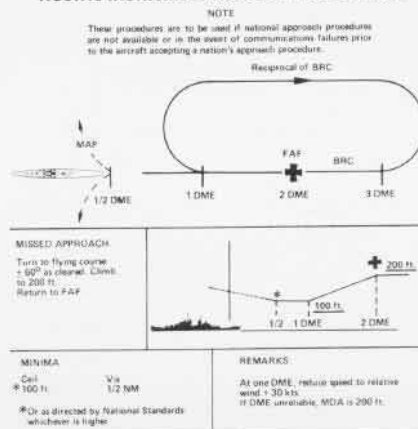 NOTE
These procedures are to be used if national approach procedures
are not available or in the event of communications failures prior
to the aircraft accepting a nation's approach procedure.
Reciprocal of BRC
MAP
FAF
BRC
1/2 DME
1 DME
2 DME
3 DME
MISSED APPROACH
Turn to flying course
± 60° as cleared. Climb
to 200 ft.
Return to FAF
200 ft.
*
100 ft.
1/2
1 DME
2 DME
MINIMA
Ceil
Vis
*100 ft.
1/2 NM
*Or as directed by National Standards
whichever is higher
REMARKS
At one DME, reduce speed to relative
wind + 30 kts
If DME unreliable, MDA is 200 ft.